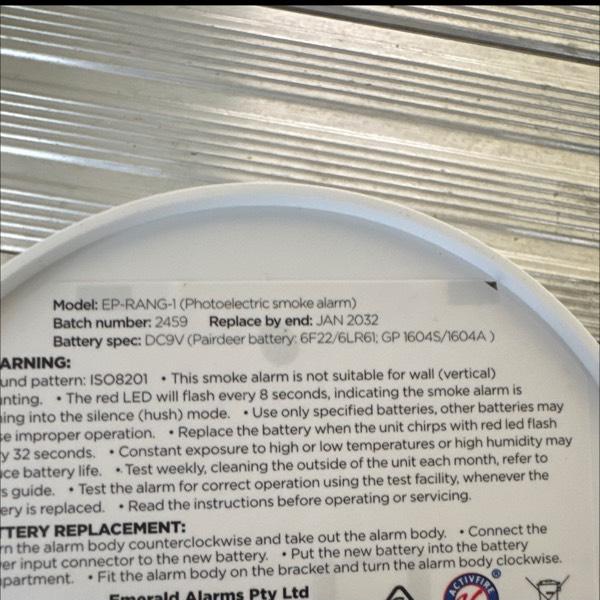 Model: EP-RANG-1 (Photoelectric smoke alarm)
Batch number: 2459 Replace by end: JAN 2032
Battery spec: DC9V (Pairdeer battery: 6F22/6LR61; GP 1604S/1604A )
ARNING:
und pattern: ISO8201 • This smoke alarm is not suitable for wall (vertical)
nting. • The red LED will flash every 8 seconds, indicating the smoke alarm is
ing into the silence (hush) mode. • Use only specified batteries, other batteries may
se improper operation. • Replace the battery when the unit chirps with red led flash
y 32 seconds. • Constant exposure to high or low temperatures or high humidity may
ce battery life. • Test weekly, cleaning the outside of the unit each month, refer to
s guide. • Test the alarm for correct operation using the test facility, whenever the
ery is replaced. • Read the instructions before operating or servicing.
TTERY REPLACEMENT:
rn the alarm body counterclockwise and take out the alarm body. • Connect the
er input connector to the new battery. • Put the new battery into the battery
partment. • Fit the alarm body on the bracket and turn the alarm body clockwise.
Emerald Alarms Pty Ltd
ACTIVFIRE ®